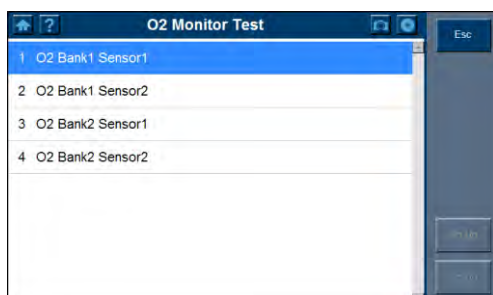 ? O2 Monitor Test
Esc
1 O2 Bank1 Sensor1
2 O2 Bank1 Sensor2
3 O2 Bank2 Sensor1
4 O2 Bank2 Sensor2